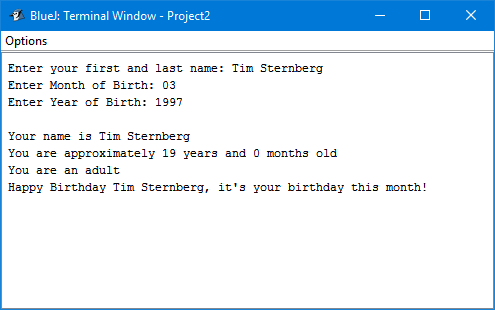 BlueJ: Terminal Window - Project2
Options
Enter your first and last name: Tim Sternberg
Enter Month of Birth: 03
Enter Year of Birth: 1997
Your name is Tim Sternberg
You are approximately 19 years and 0 months old
You are an adult
Happy Birthday Tim Sternberg, it's your birthday this month!